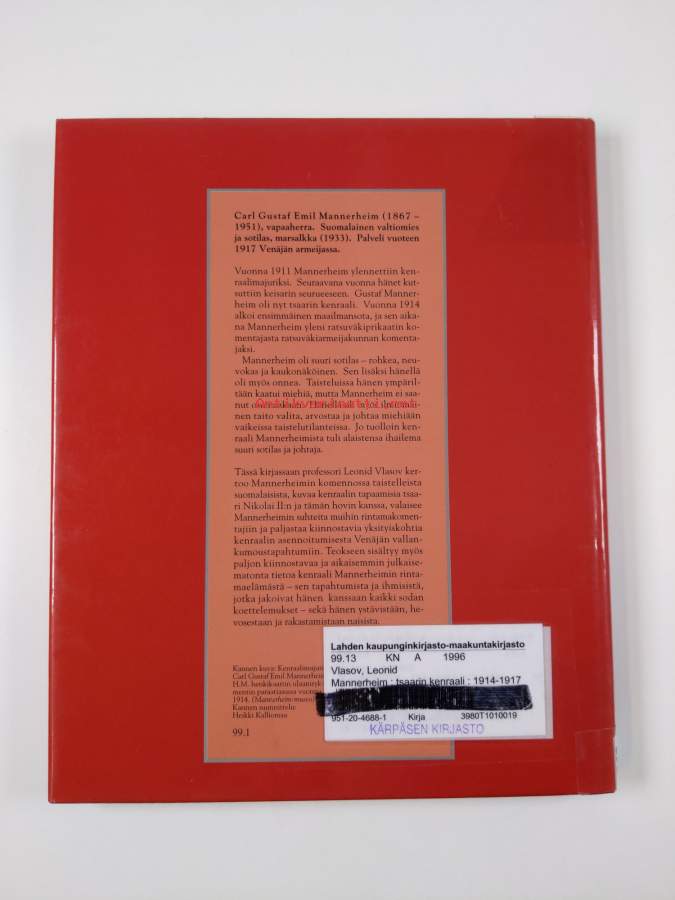 Carl Gustaf Emil Mannerheim (1867 –
1951), vapaaherra. Suomalainen valtiomies
ja sotilas, marsalkka (1933). Palveli vuoteen
1917 Venäjän armeijassa.
Vuonna 1911 Mannerheim ylennettiin ken-
raalimajuriksi. Seuraavana vuonna hänet kut-
suttiin keisarin seurueeseen. Gustaf Manner-
heim oli nyt tsaarin kenraali. Vuonna 1914
alkoi ensimmäinen maailmansota, ja sen aika-
na Mannerheim yleni ratsuväkiprikaatin ko-
mentajasta ratsuväkiarmeijakunnan komenta-
jaksi.
Mannerheim oli suuri sotilas – rohkea, neu-
vokas ja kaukonäköinen. Sen lisäksi hänellä
oli myös onnea. Taisteluissa hänen ympäril-
tään kaatui miehiä, mutta Mannerheim ei saa-
nut
nen taito valita, arvostaa ja johtaa miehiään
vaikeissa taistelutilanteissa. Jo tuolloin ken-
raali Mannerheimista tuli alaistensa ihailema
suuri sotilas ja johtaja.
Tässä kirjassaan professori Leonid Vlasov ker-
too Mannerheimin komennossa taistelleista
suomalaisista, kuvaa kenraalin tapaamisia tsaa-
ri Nikolai II:n ja tämän hovin kanssa, valaisee
Mannerheimin suhteita muihin rintamakomen-
tajiin ja paljastaa kiinnostavia yksityiskohtia
kenraalin asennoitumisesta Venäjän vallan-
kumoustapahtumiin. Teokseen sisältyy myös
paljon kiinnostavaa ja aikaisemmin julkaise-
matonta tietoa kenraali Mannerheimin rinta-
maelämästä – sen tapahtumista ja ihmisistä,
jotka jakoivat hänen kanssaan kaikki sodan
koettelemukset – sekä hänen ystävistään, he-
vosestaan ja rakastamistaan naisista.
Kannen kuva: Kenraalimajuri
Carl Gustaf Emil Mannerheim
H.M. henkikaartin ulaanirykmentin
mentin paraatiasussa vuonna
1914. (Mannerheim-museo)
Kannen suunnittelu
Heikki Kalliomaa
99.1
Lahden kaupunginkirjasto-maakuntakirjasto
99.13 KN A 1996
Vlasov, Leonid
Mannerheim : tsaarin kenraali : 1914-1917
951-20-4688-1 Kirja 3980T1010019
KÄRPÄSEN KIRJASTO